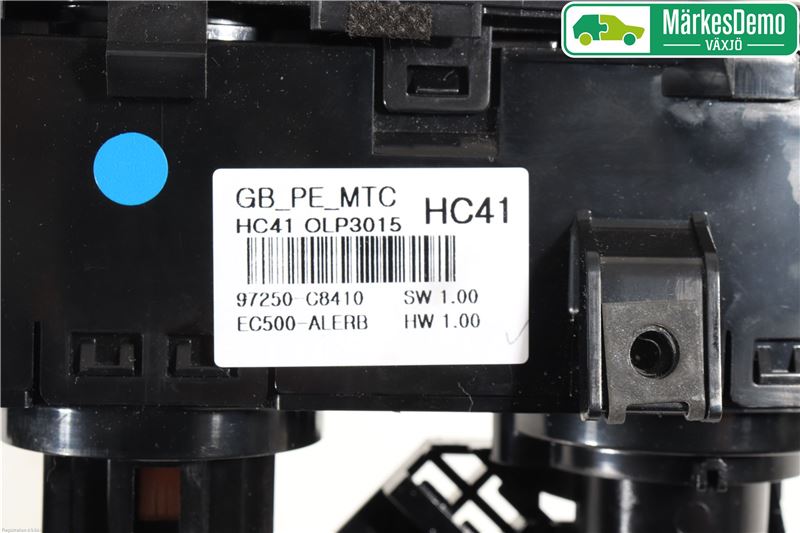 MärkesDemo
VÄXJÖ
GB_PE_MTC HC41
HC41 OLP3015
97250-C8410 SW 1.00
EC500-ALERB HW 1.00